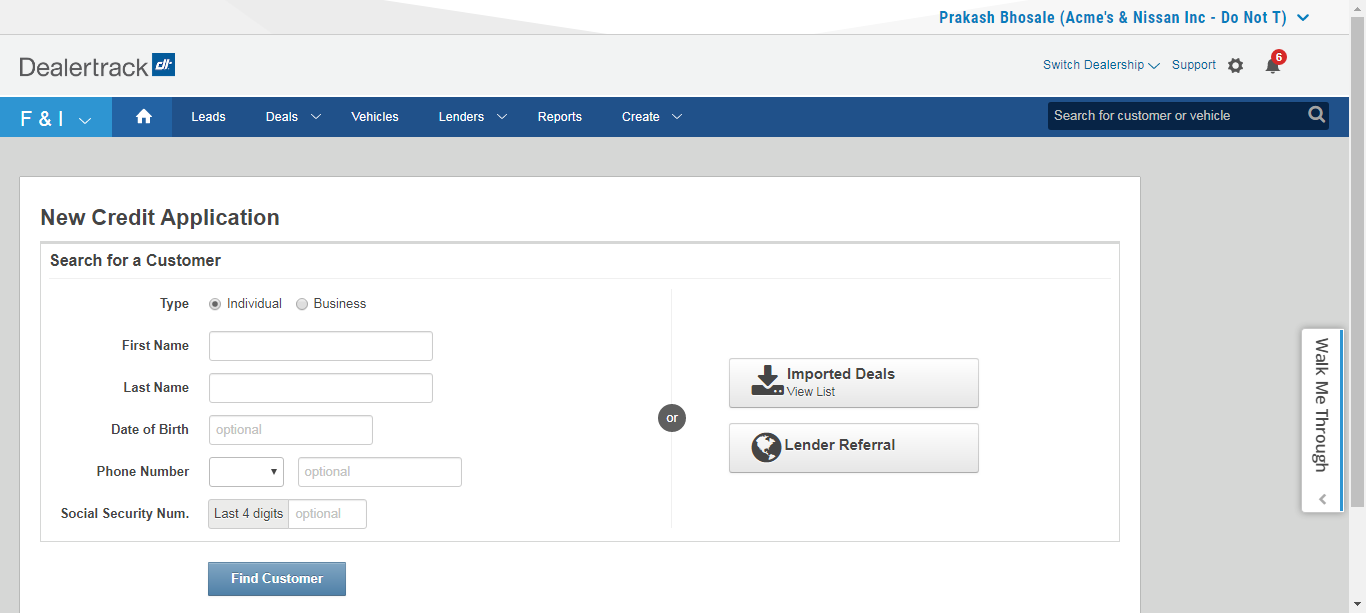 Prakash Bhosale (Acme's & Nissan Inc - Do Not T)
Dealertrack dt
Switch Dealership Support 6
F & I Leads Deals Vehicles Lenders Reports Create Search for customer or vehicle
New Credit Application
Search for a Customer
Type Individual Business
First Name
Last Name
Date of Birth optional
Phone Number optional
Social Security Num. Last 4 digits optional
Find Customer
or
Imported Deals
View List
Lender Referral
Walk Me Through